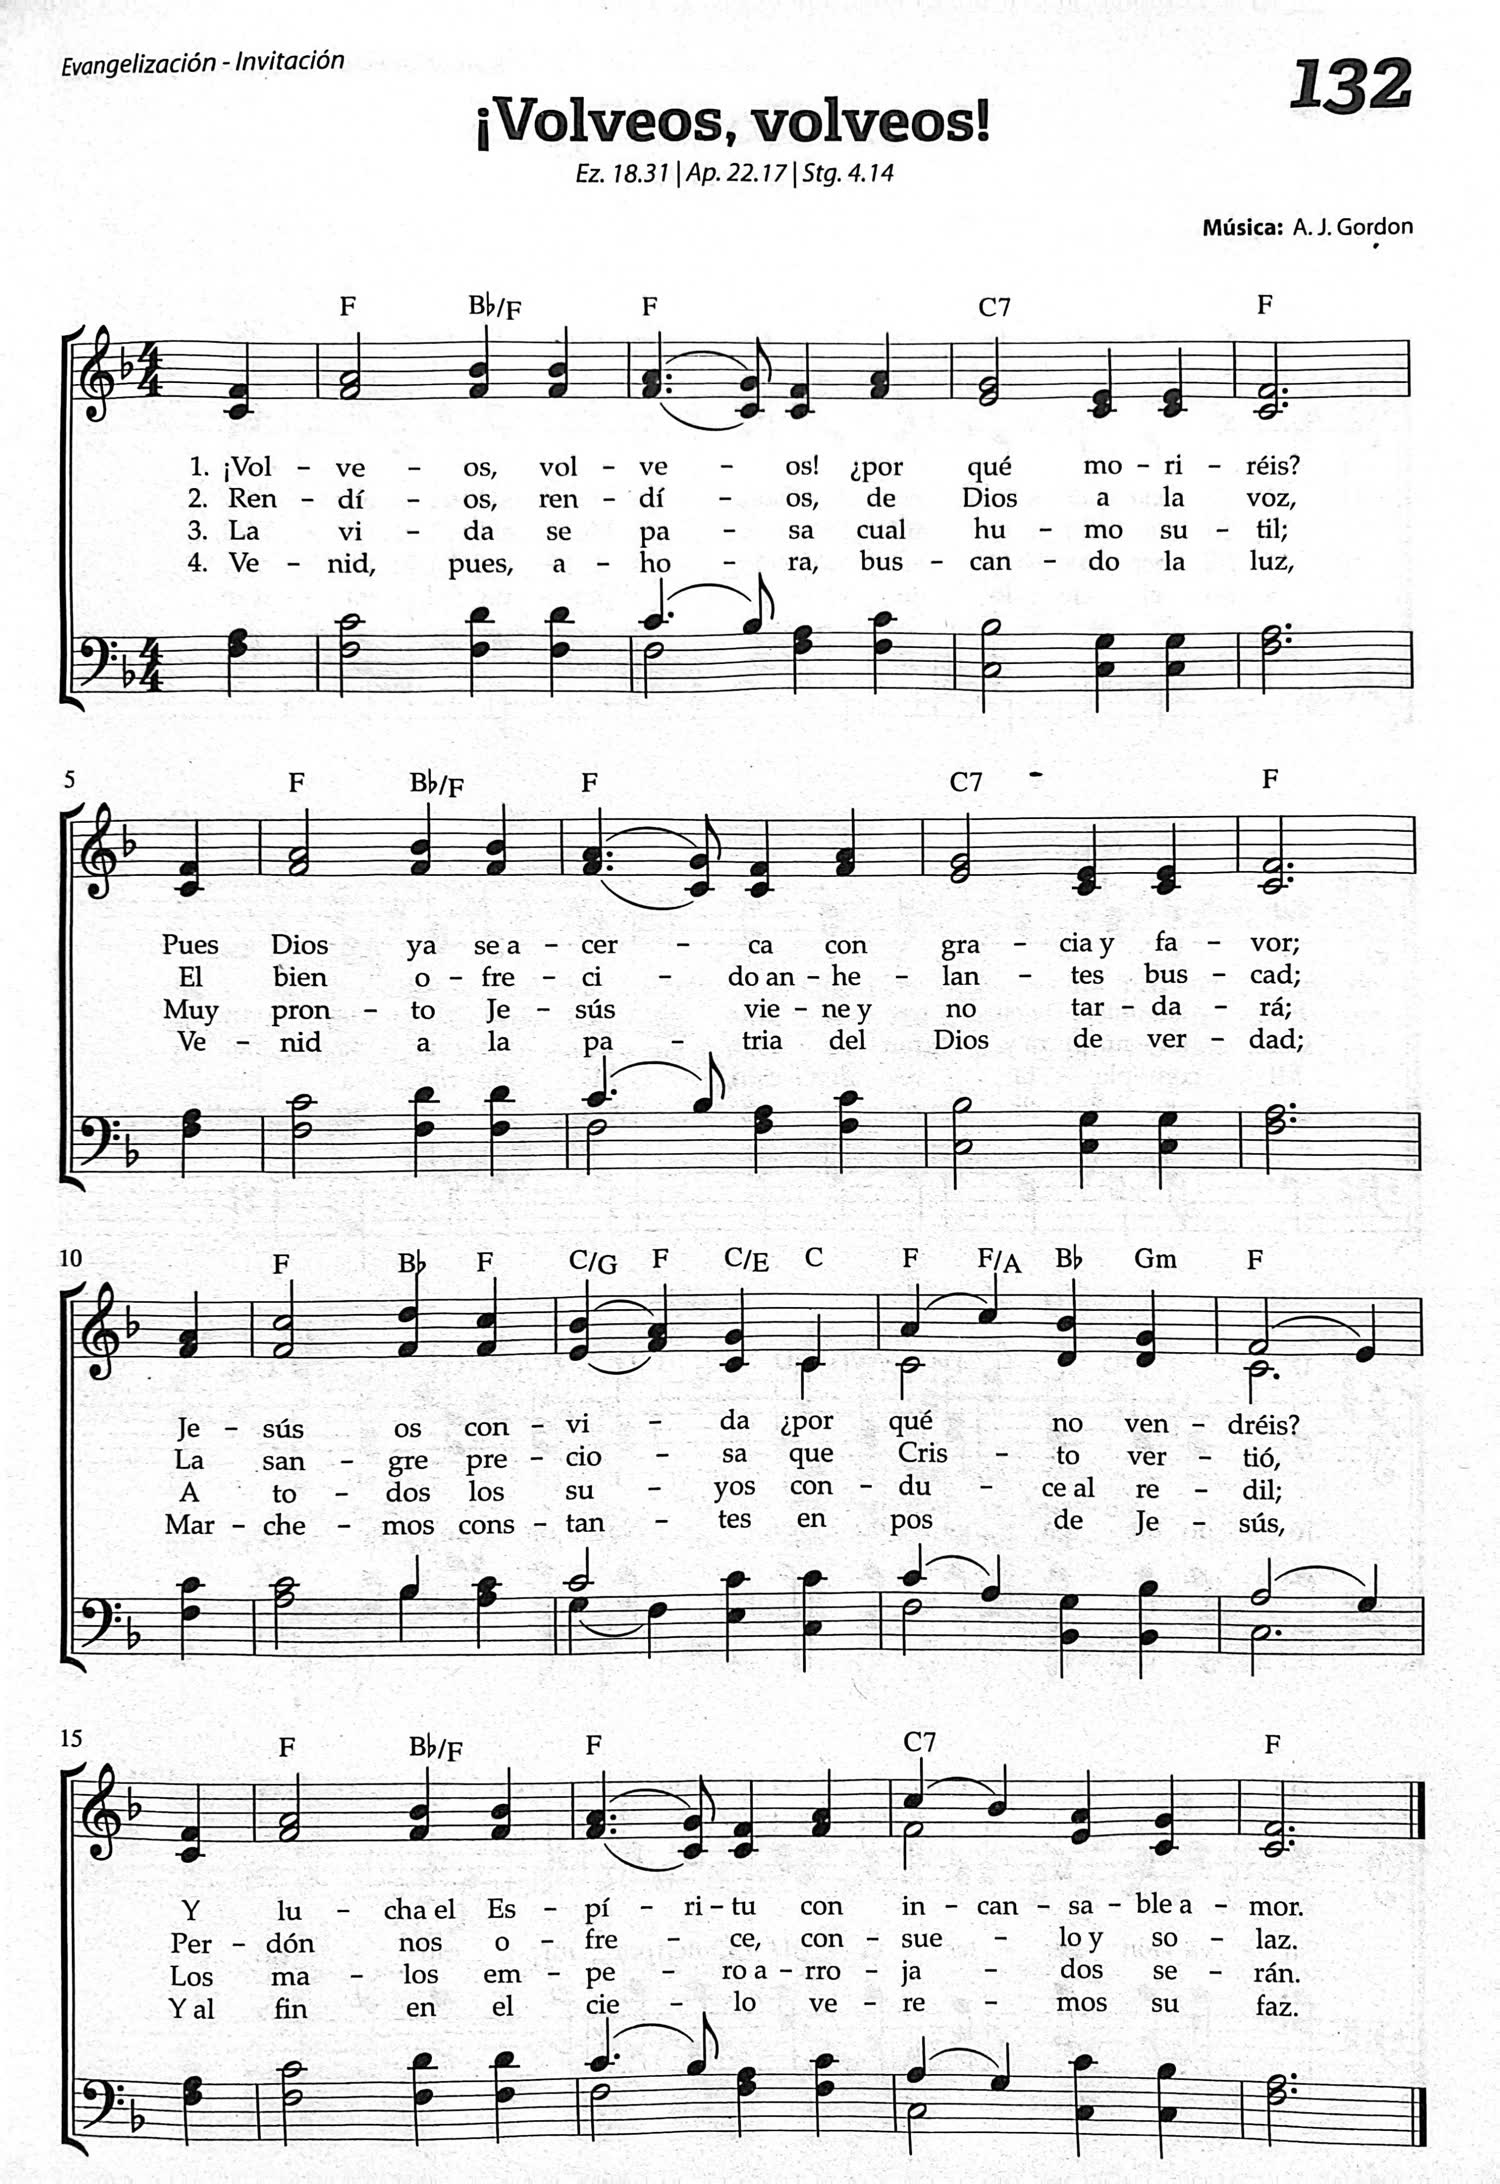 Evangelización - Invitación
132
¡Volveos, volveos!
Ez. 18.31 | Ap. 22.17 | Stg. 4.14
Música: A. J. Gordon
F B♭/F F C7 F
1. ¡Vol – ve – os, vol – ve – os! ¿por qué mo – ri – réis?
2. Ren – dí – os, ren – dí – os, de Dios a la voz,
3. La vi – da se pa – sa cual hu – mo su – til;
4. Ve – nid, pues, a – ho – ra, bus – can – do la luz,
5
F B♭/F F C7 F
Pues Dios ya se a – cer – ca con gra – cia y fa – vor;
El bien o – fre – ci – do an – he – lan – tes bus – cad;
Muy pron – to Je – sús vie – ne y no tar – da – rá;
Ve – nid a la pa – tria del Dios de ver – dad;
10
F B♭ F C/G F C/E C F F/A B♭ Gm F
Je – sús os con – vi – da ¿por qué no ven – dréis?
La san – gre pre – cio – sa que Cris – to ver – tió,
A to – dos los su – yos con – du – ce al re – dil;
Mar – che – mos cons – tan – tes en pos de Je – sús,
15
F B♭/F F C7 F
Y lu – cha el Es – pí – ri – tu con in – can – sa – ble a – mor.
Per – dón nos o – fre – ce, con – sue – lo y so – laz.
Los ma – los em – pe – ro a – rro – ja – dos se – rán.
Y al fin en el cie – lo ve – re – mos su faz.